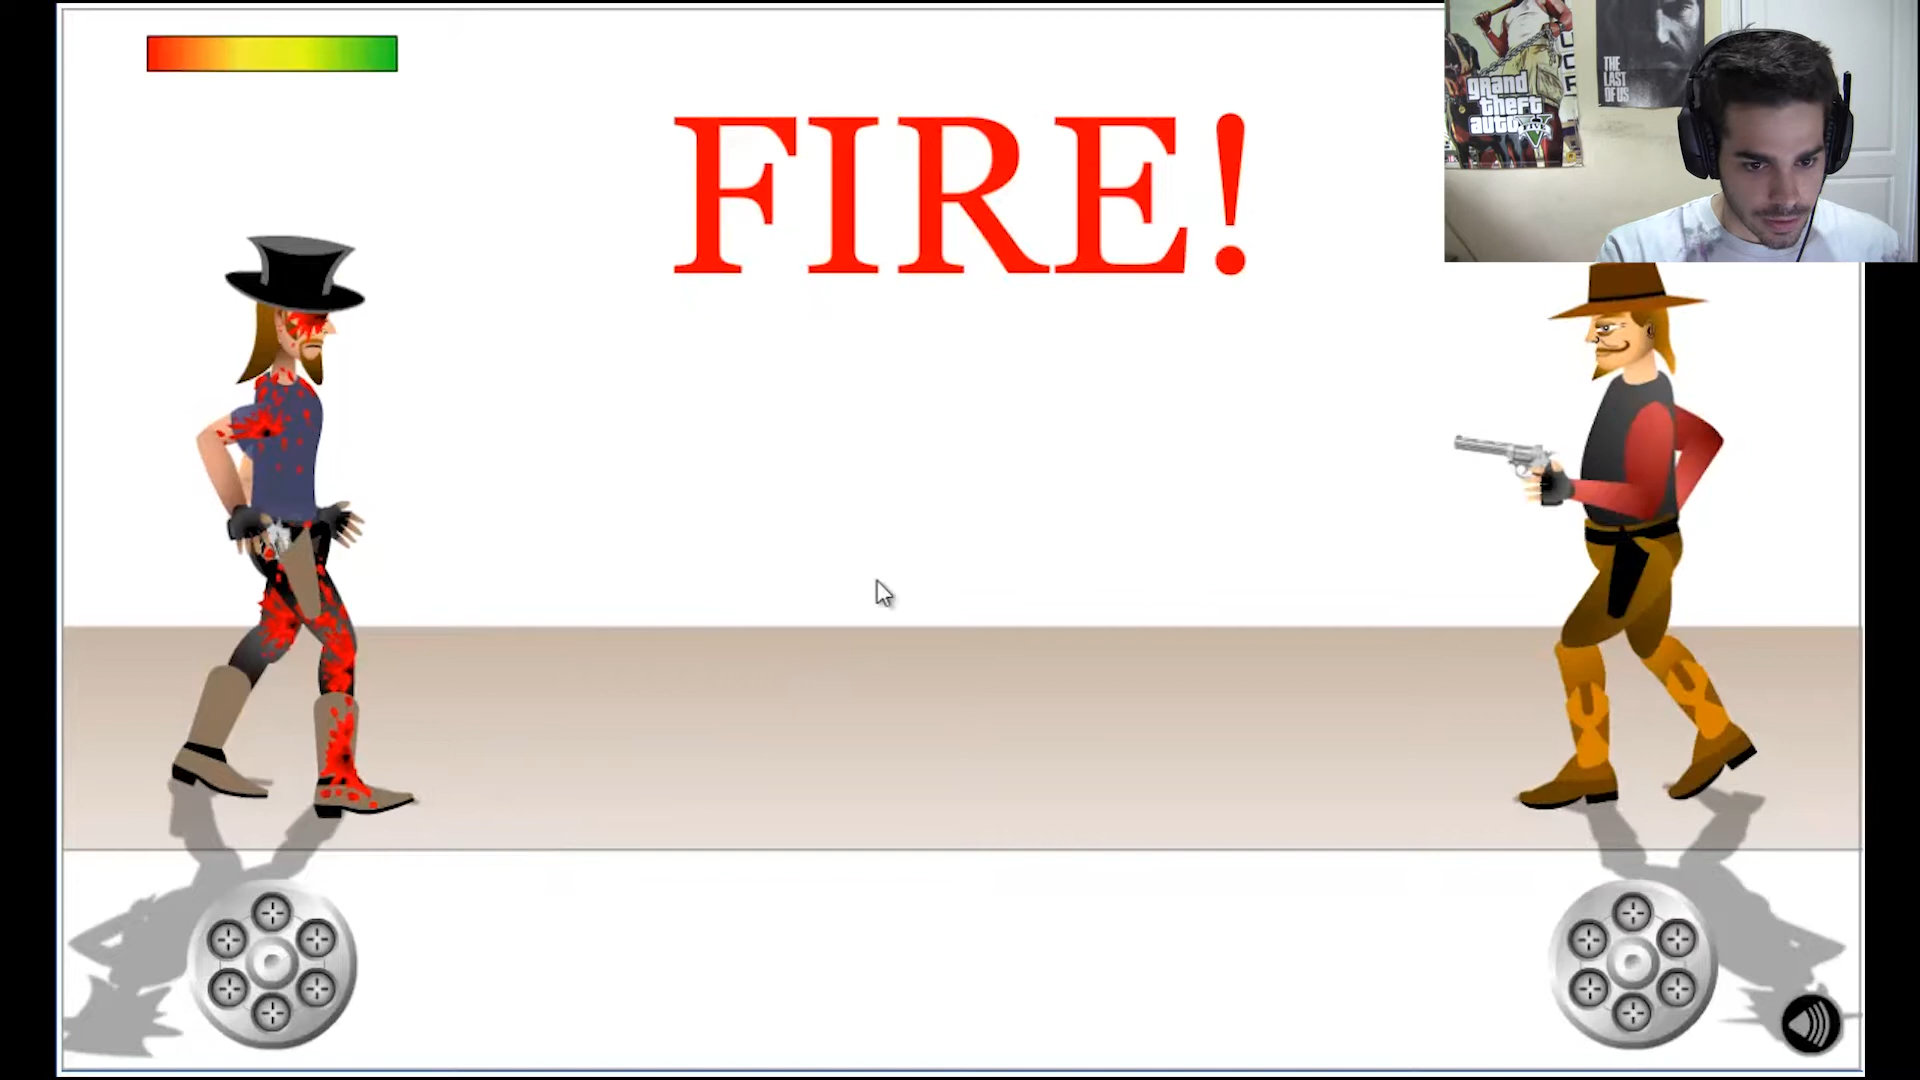 FIRE!
grand
theft
auto V
THE
LAST
OF US